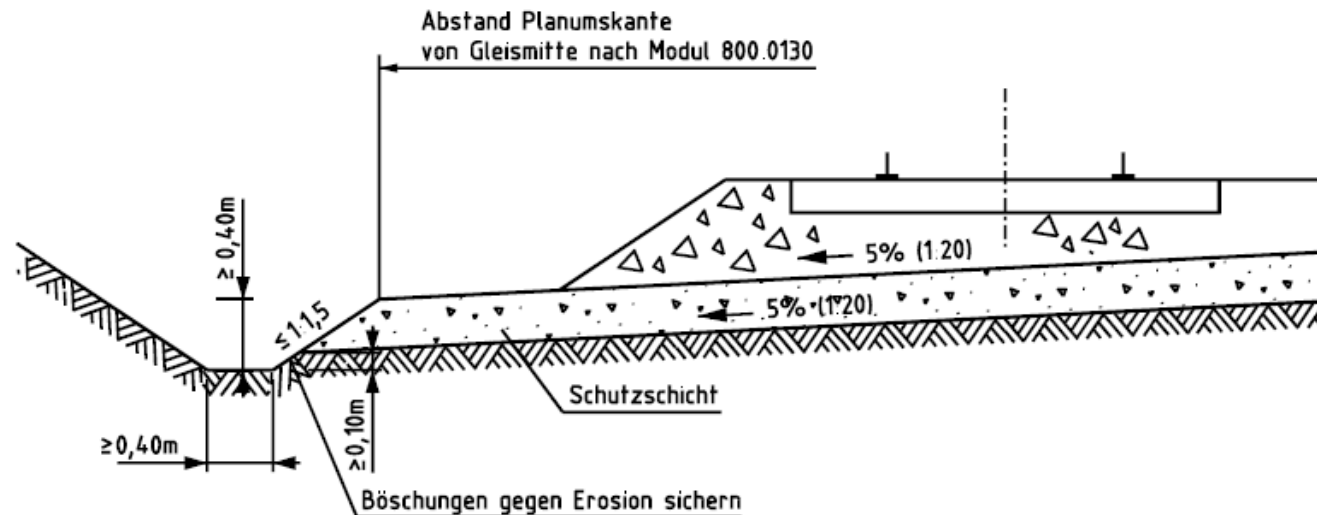 Abstand Planumskante
von Gleismitte nach Modul 800.0130
≥0,40m
≤1:1,5
5% (1:20)
5% (1:20)
Schutzschicht
≥0,10m
≥0,40m
Böschungen gegen Erosion sichern